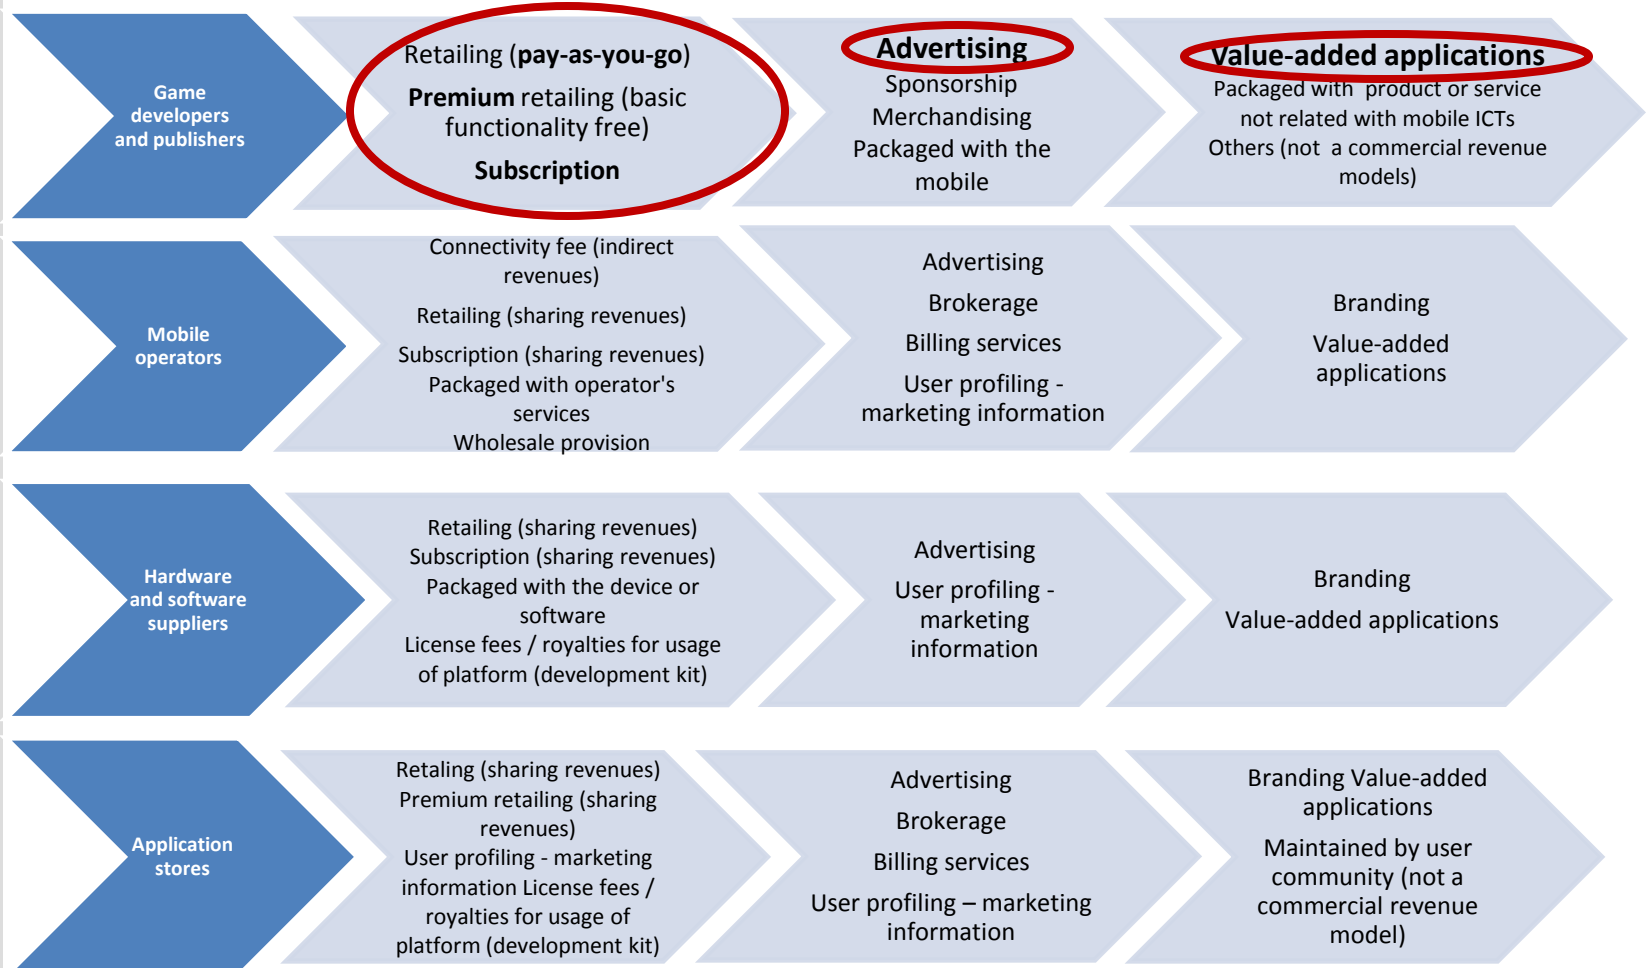 Game
developers
and publishers
Retailing (pay-as-you-go)
Premium retailing (basic
functionality free)
Subscription
Advertising
Sponsorship
Merchandising
Packaged with the
mobile
Value-added applications
Packaged with product or service
not related with mobile ICTs
Others (not a commercial revenue
models)
Mobile
operators
Connectivity fee (indirect
revenues)
Retailing (sharing revenues)
Subscription (sharing revenues)
Packaged with operator's
services
Wholesale provision
Advertising
Brokerage
Billing services
User profiling -
marketing information
Branding
Value-added
applications
Hardware
and software
suppliers
Retailing (sharing revenues)
Subscription (sharing revenues)
Packaged with the device or
software
License fees / royalties for usage
of platform (development kit)
Advertising
User profiling -
marketing
information
Branding
Value-added applications
Application
stores
Retaling (sharing revenues)
Premium retailing (sharing
revenues)
User profiling - marketing
information License fees /
royalties for usage of
platform (development kit)
Advertising
Brokerage
Billing services
User profiling – marketing
information
Branding Value-added
applications
Maintained by user
community (not a
commercial revenue
model)